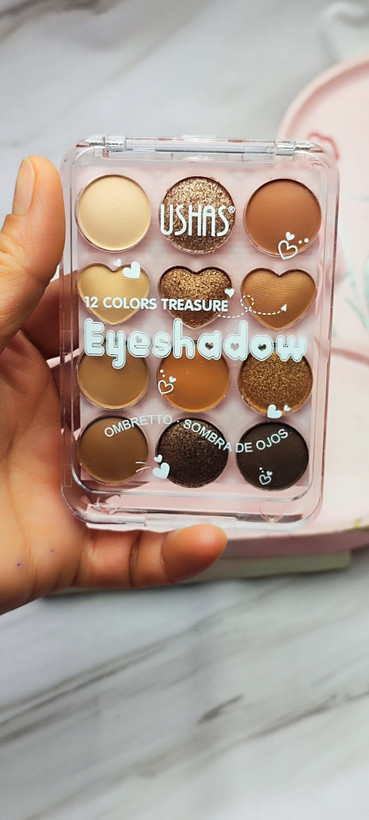 USHAS®
12 COLORS TREASURE
Eyeshadow
OMBRETTO · SOMBRA DE OJOS